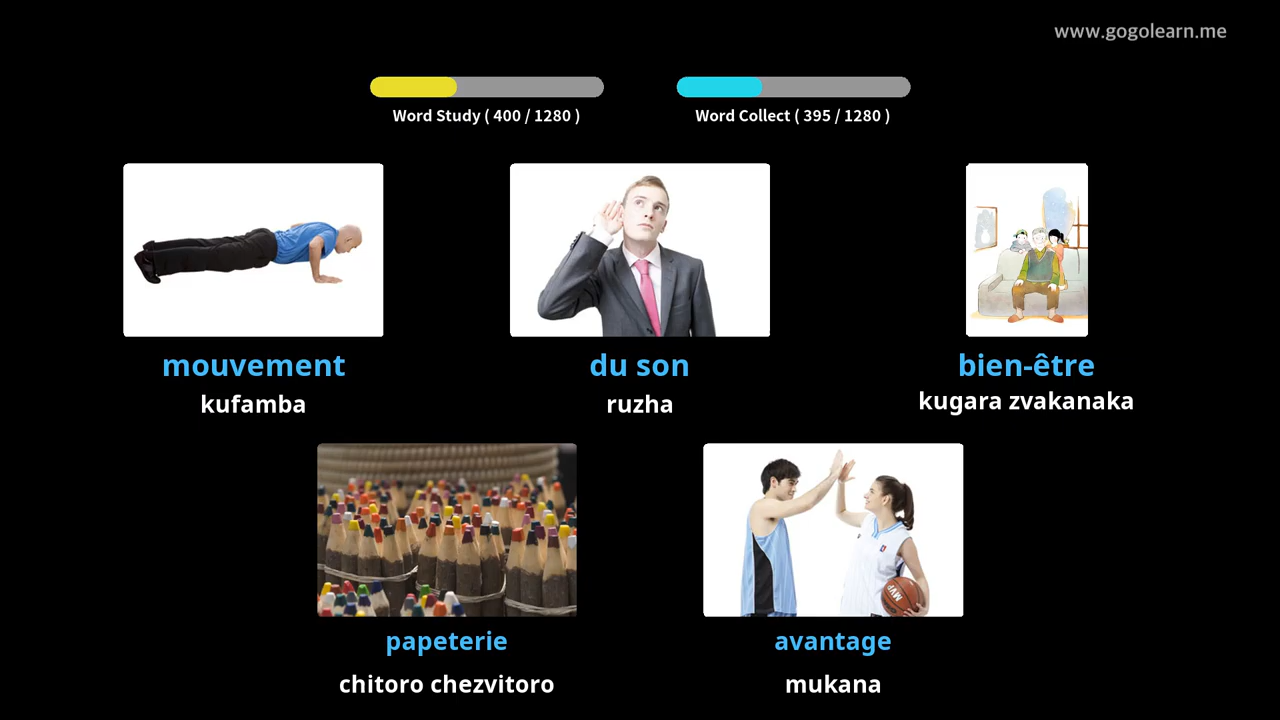 www.gogolearn.me
Word Study ( 400 / 1280 )
Word Collect ( 395 / 1280 )
mouvement
kufamba
du son
ruzha
bien-être
kugara zvakanaka
papeterie
chitoro chezvitoro
avantage
mukana
MVP